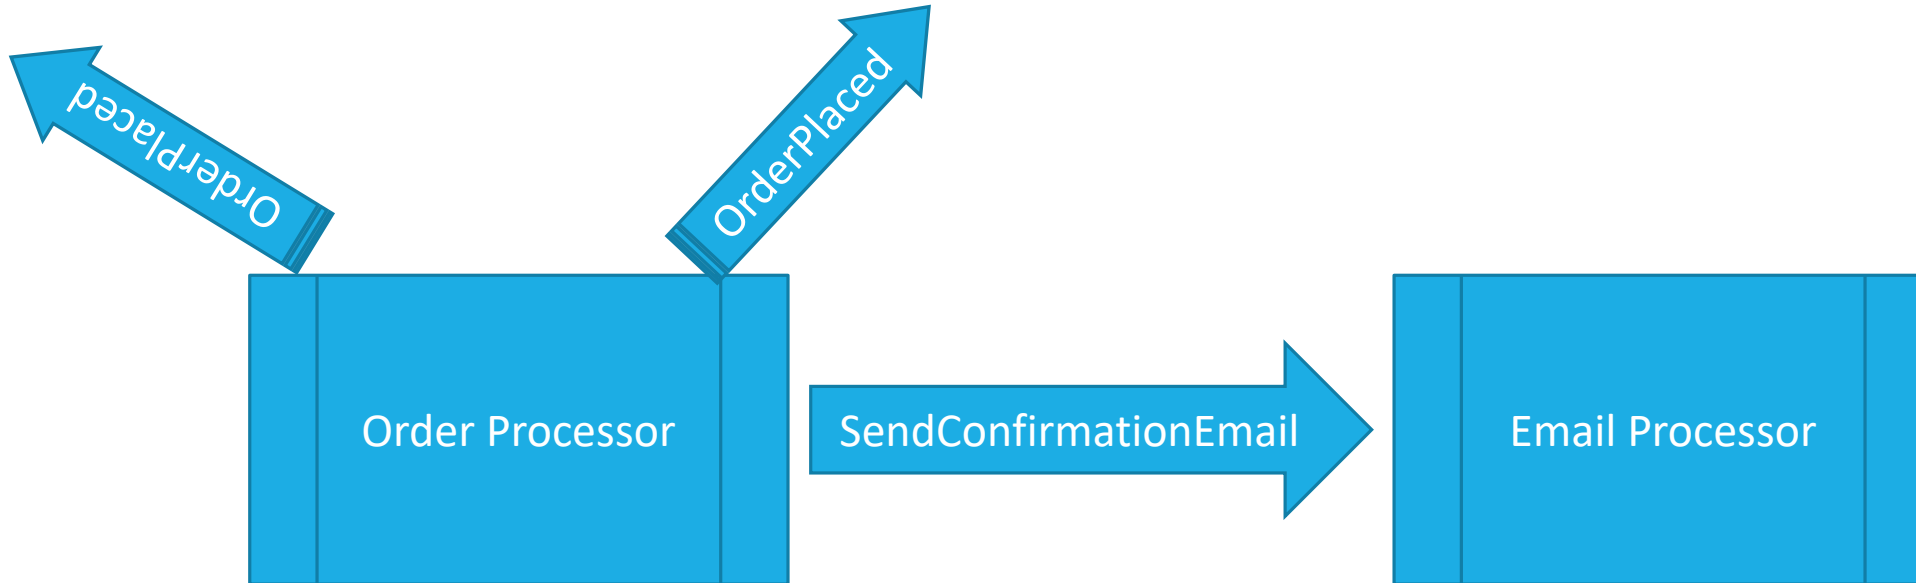 OrderPlaced
OrderPlaced
Order Processor
SendConfirmationEmail
Email Processor